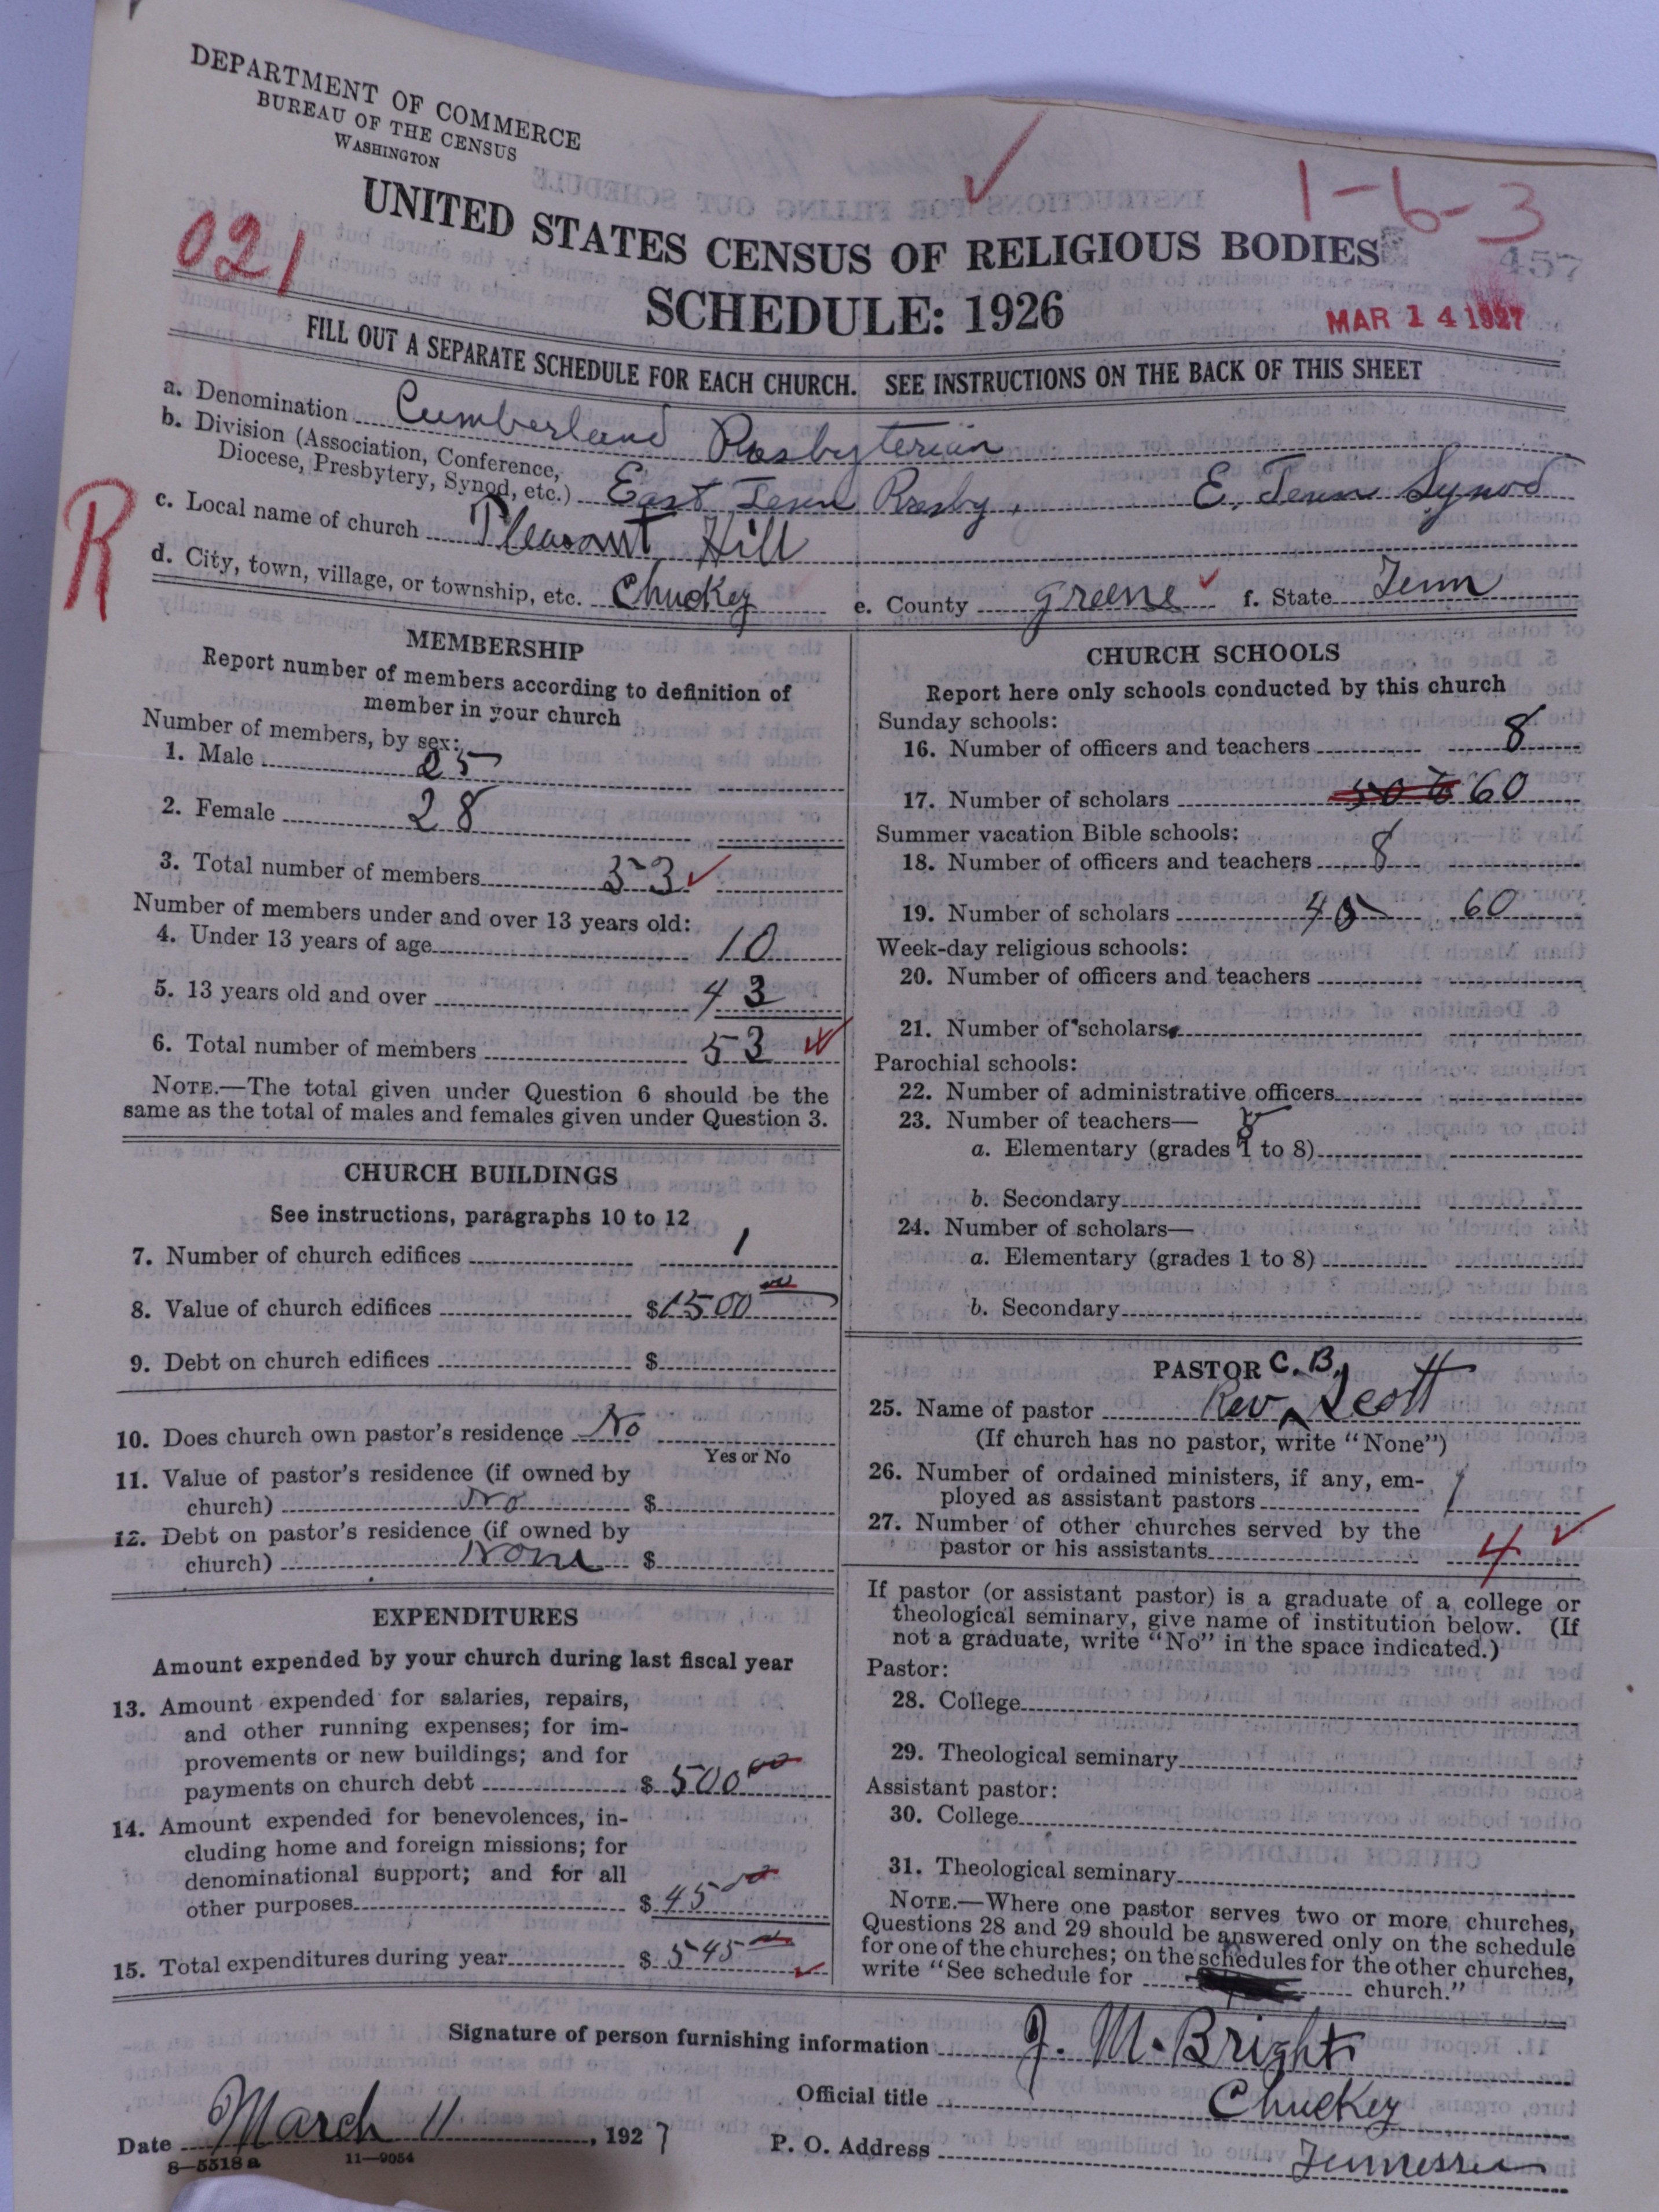 DEPARTMENT OF COMMERCE
BUREAU OF THE CENSUS
WASHINGTON
1-6-3
021
UNITED STATES CENSUS OF RELIGIOUS BODIES
457
SCHEDULE: 1926
MAR 14 1927
FILL OUT A SEPARATE SCHEDULE FOR EACH CHURCH. SEE INSTRUCTIONS ON THE BACK OF THIS SHEET
a. Denomination Cumberland Presbyterian
b. Division (Association, Conference,
Diocese, Presbytery, Synod, etc.) East Tenn Presby, E. Tenn Synod
R
c. Local name of church Pleasant Hill
d. City, town, village, or township, etc. Chuckey e. County Greene f. State Tenn
MEMBERSHIP
Report number of members according to definition of
member in your church
Number of members, by sex:
1. Male 25
2. Female 28
3. Total number of members 53
Number of members under and over 13 years old:
4. Under 13 years of age 10
5. 13 years old and over 43
6. Total number of members 53
NOTE.—The total given under Question 6 should be the
same as the total of males and females given under Question 3.
CHURCH BUILDINGS
See instructions, paragraphs 10 to 12
7. Number of church edifices 1
8. Value of church edifices $1500 00
9. Debt on church edifices $
10. Does church own pastor's residence No
Yes or No
11. Value of pastor's residence (if owned by
church) No $
12. Debt on pastor's residence (if owned by
church) None $
EXPENDITURES
Amount expended by your church during last fiscal year
13. Amount expended for salaries, repairs,
and other running expenses; for im-
provements or new buildings; and for
payments on church debt $ 500 00
14. Amount expended for benevolences, in-
cluding home and foreign missions; for
denominational support; and for all
other purposes $ 45 00
15. Total expenditures during year $ 545 00
CHURCH SCHOOLS
Report here only schools conducted by this church
Sunday schools:
16. Number of officers and teachers 8
17. Number of scholars 60
Summer vacation Bible schools:
18. Number of officers and teachers 8
19. Number of scholars 45 60
Week-day religious schools:
20. Number of officers and teachers
21. Number of scholars
Parochial schools:
22. Number of administrative officers
23. Number of teachers— 8
a. Elementary (grades 1 to 8)
b. Secondary
24. Number of scholars—
a. Elementary (grades 1 to 8)
b. Secondary
PASTOR
25. Name of pastor Rev C. B. Scott
(If church has no pastor, write "None")
26. Number of ordained ministers, if any, em-
ployed as assistant pastors 1
27. Number of other churches served by the
pastor or his assistants 4
If pastor (or assistant pastor) is a graduate of a college or
theological seminary, give name of institution below. (If
not a graduate, write "No" in the space indicated.)
Pastor:
28. College
29. Theological seminary
Assistant pastor:
30. College
31. Theological seminary
NOTE.—Where one pastor serves two or more churches,
Questions 28 and 29 should be answered only on the schedule
for one of the churches; on the schedules for the other churches,
write "See schedule for church."
Signature of person furnishing information J. M. Bright
Official title Chuckey
Date March 11, 1927 P. O. Address Tennessee
8—5518a 11—9054